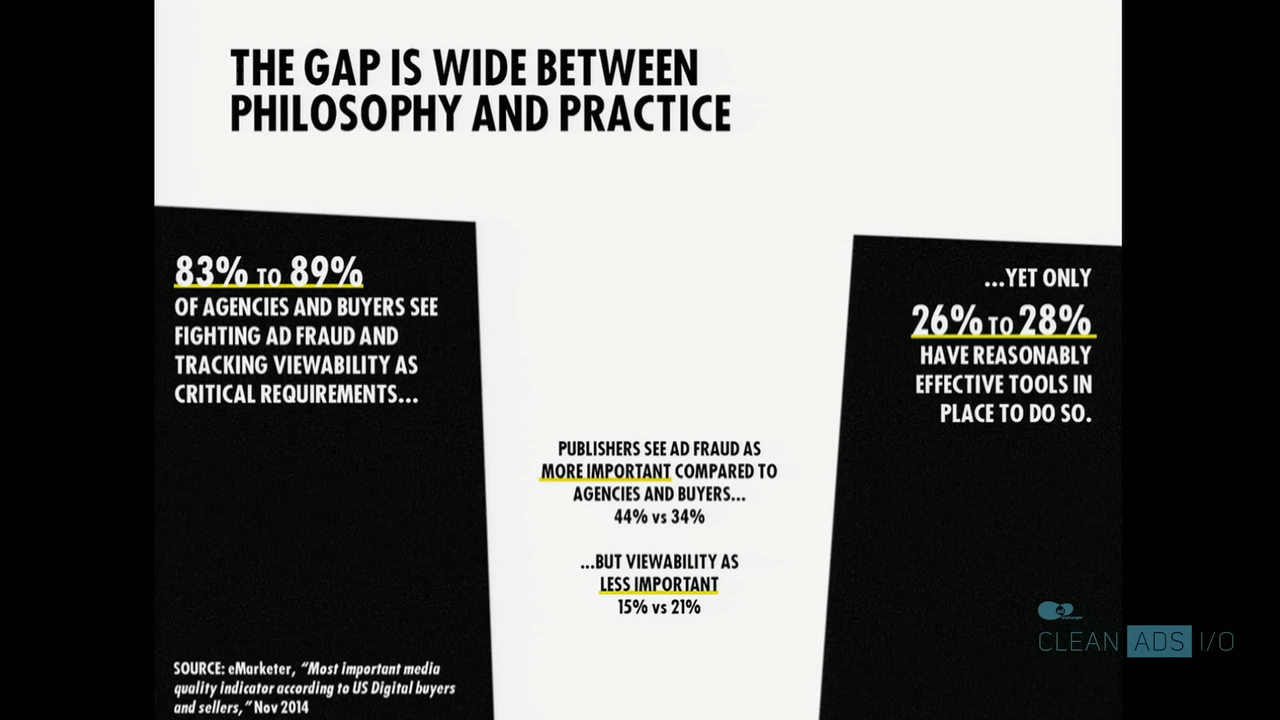 THE GAP IS WIDE BETWEEN
PHILOSOPHY AND PRACTICE
83% TO 89%
OF AGENCIES AND BUYERS SEE
FIGHTING AD FRAUD AND
TRACKING VIEWABILITY AS
CRITICAL REQUIREMENTS...
PUBLISHERS SEE AD FRAUD AS
MORE IMPORTANT COMPARED TO
AGENCIES AND BUYERS...
44% vs 34%
...BUT VIEWABILITY AS
LESS IMPORTANT
15% vs 21%
...YET ONLY
26% TO 28%
HAVE REASONABLY
EFFECTIVE TOOLS IN
PLACE TO DO SO.
SOURCE: eMarketer, “Most important media
quality indicator according to US Digital buyers
and sellers,” Nov 2014
CLEAN ADS I/O